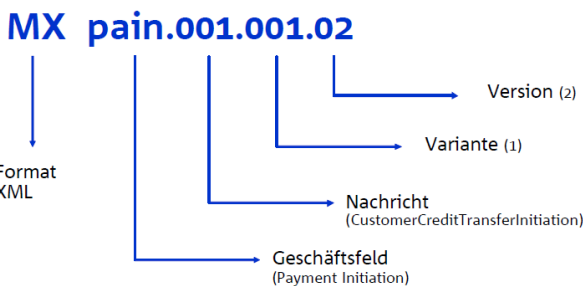 MX pain.001.001.02
Version (2)
Variante (1)
Format
XML
Nachricht
(CustomerCreditTransferInitiation)
Geschäftsfeld
(Payment Initiation)